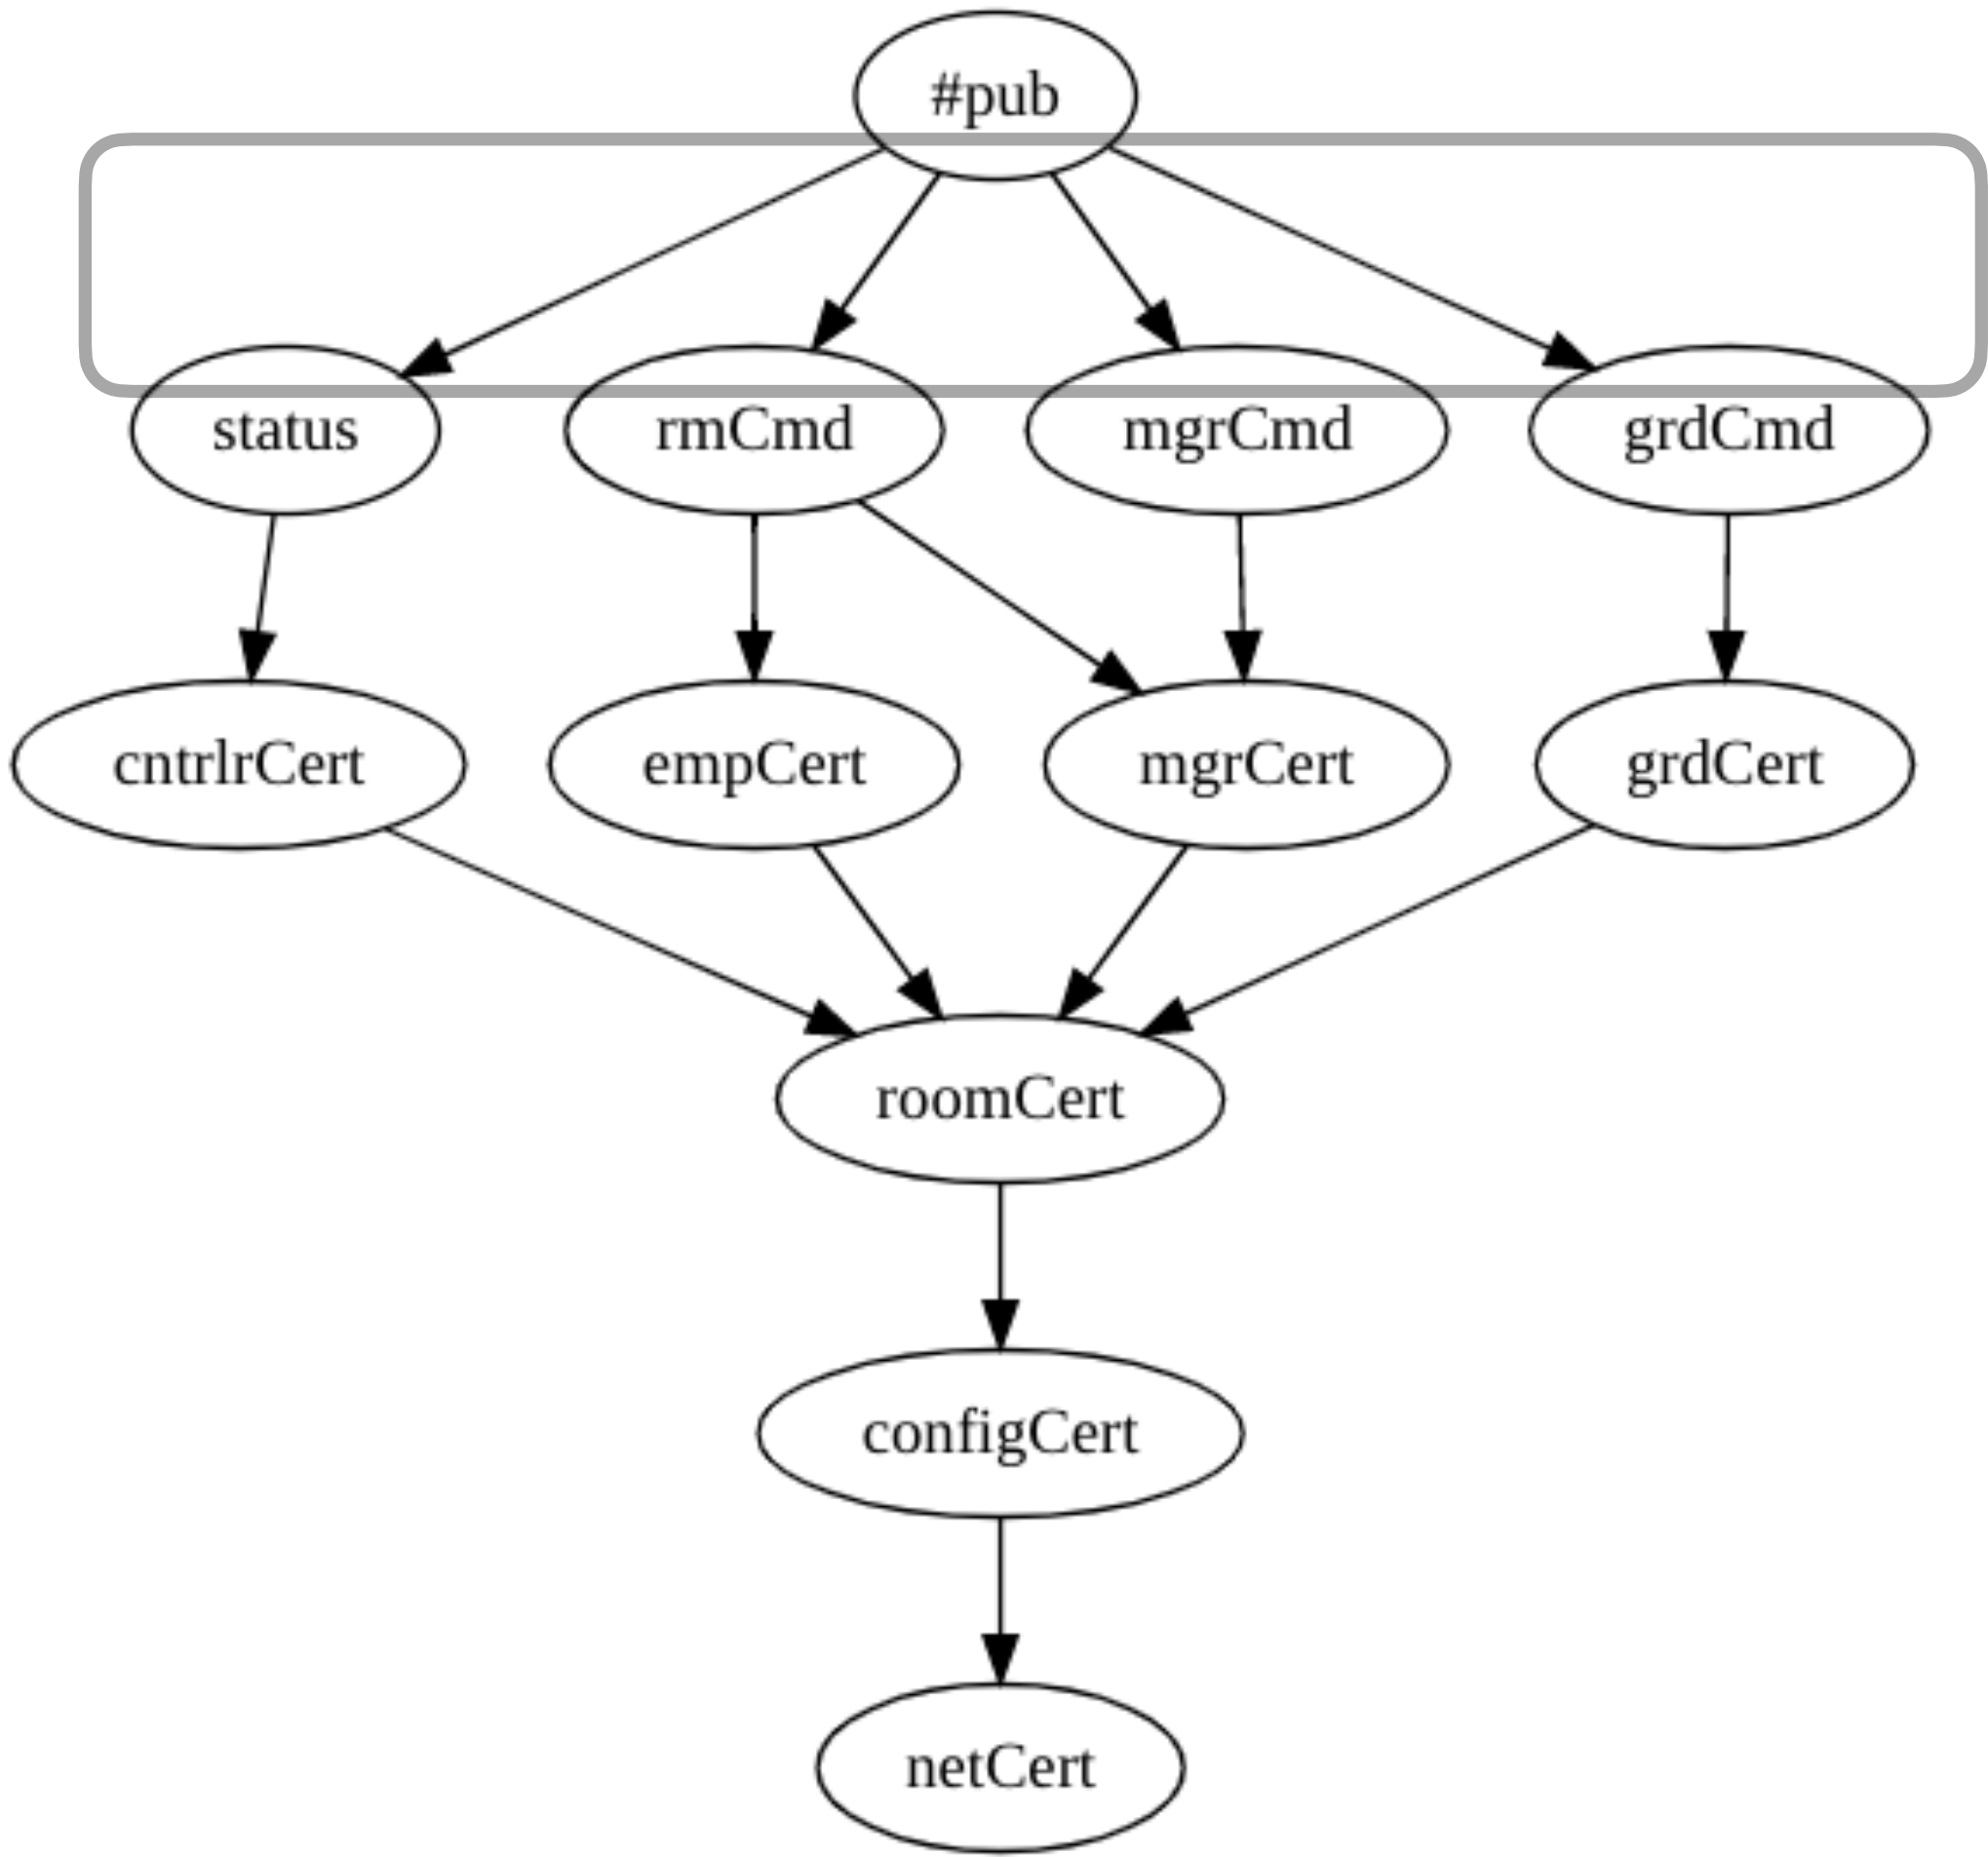 #pub
status rmCmd mgrCmd grdCmd
cntrlrCert empCert mgrCert grdCert
roomCert
configCert
netCert